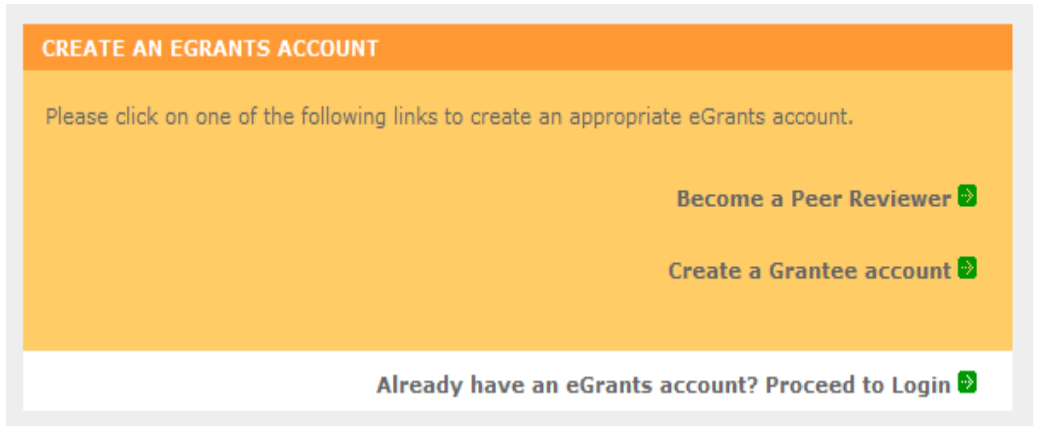 CREATE AN EGRANTS ACCOUNT
Please click on one of the following links to create an appropriate eGrants account.
Become a Peer Reviewer
Create a Grantee account
Already have an eGrants account? Proceed to Login